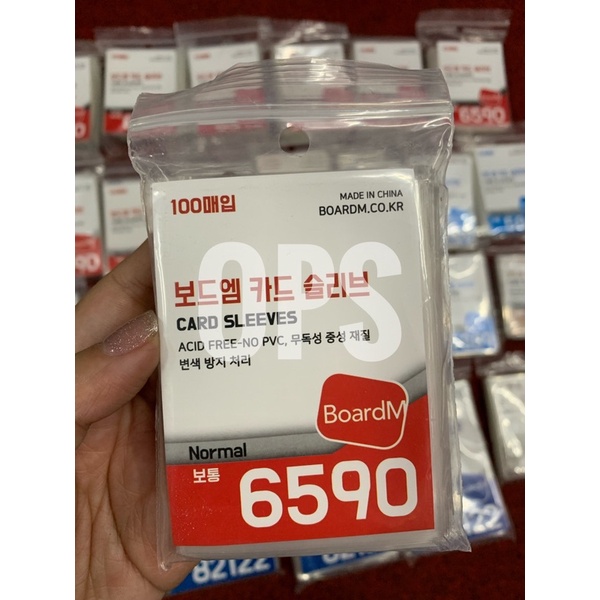 100매입
MADE IN CHINA
BOARDM.CO.KR
보드엠 카드 슬리브
CARD SLEEVES
ACID FREE-NO PVC, 무독성 중성 재질
변색 방지 처리
OPS
BoardM
Normal
보통
6590
6590
82122